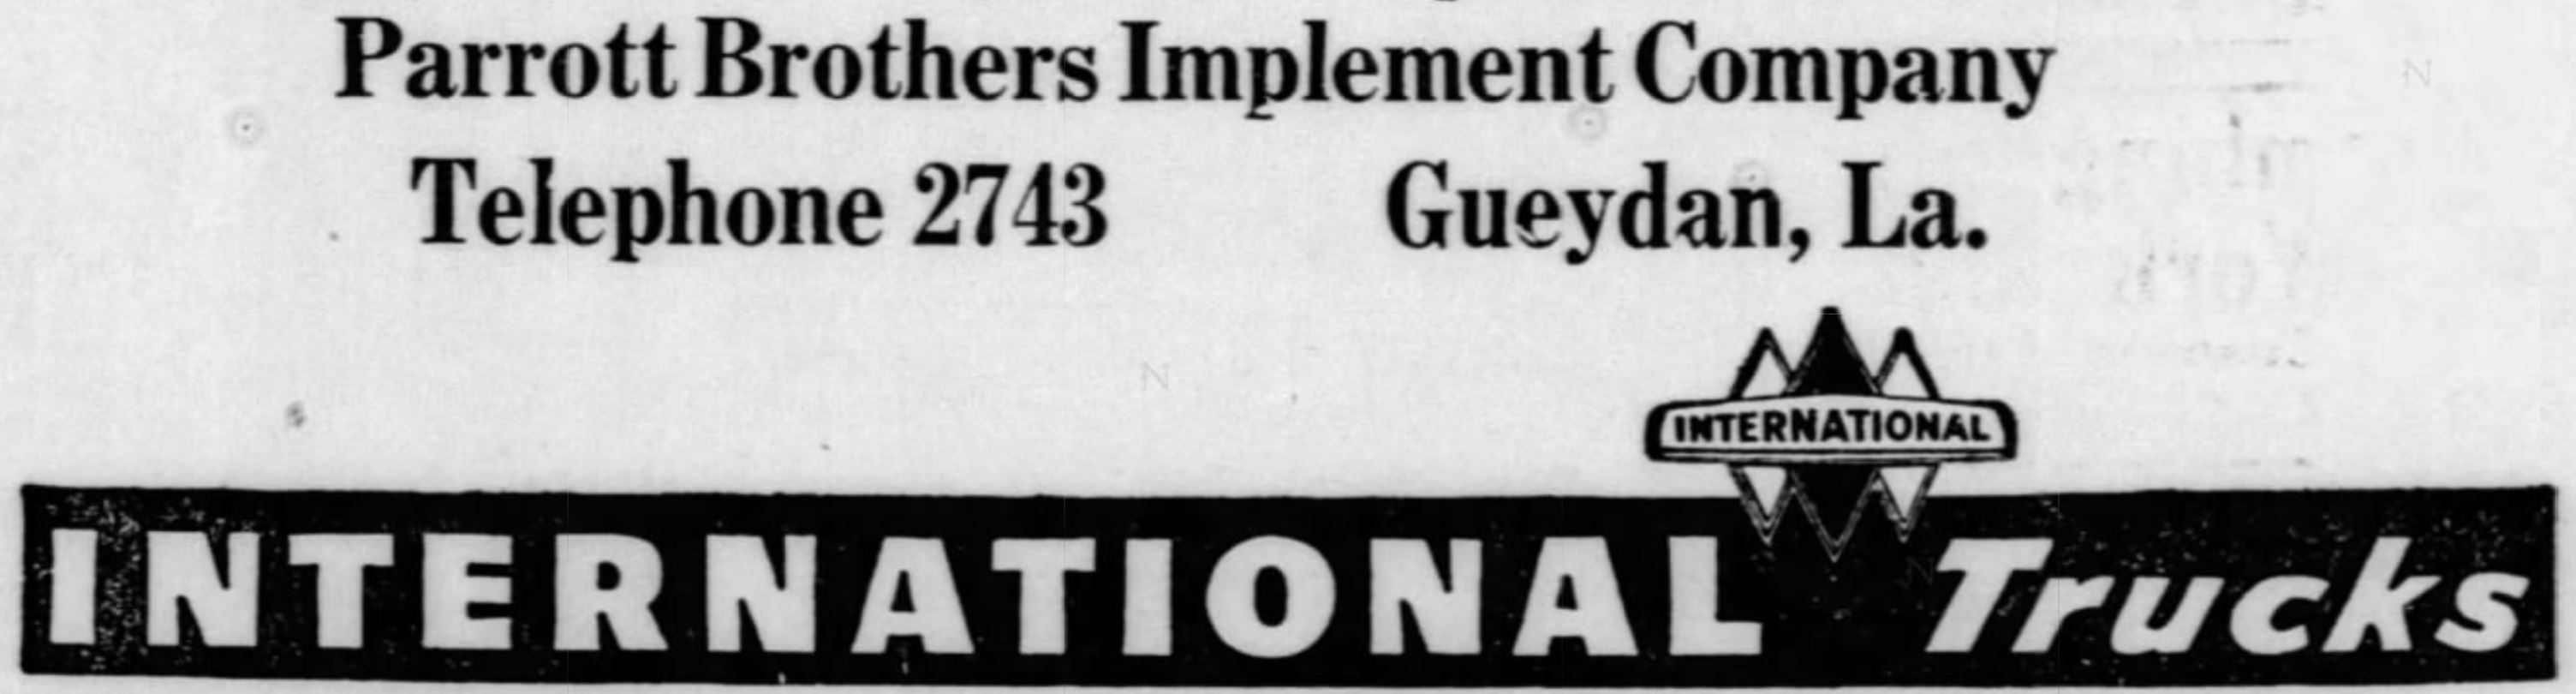 Parrott Brothers Implement Company
Telephone 2743 Gueydan, La.
INTERNATIONAL
INTERNATIONAL Trucks